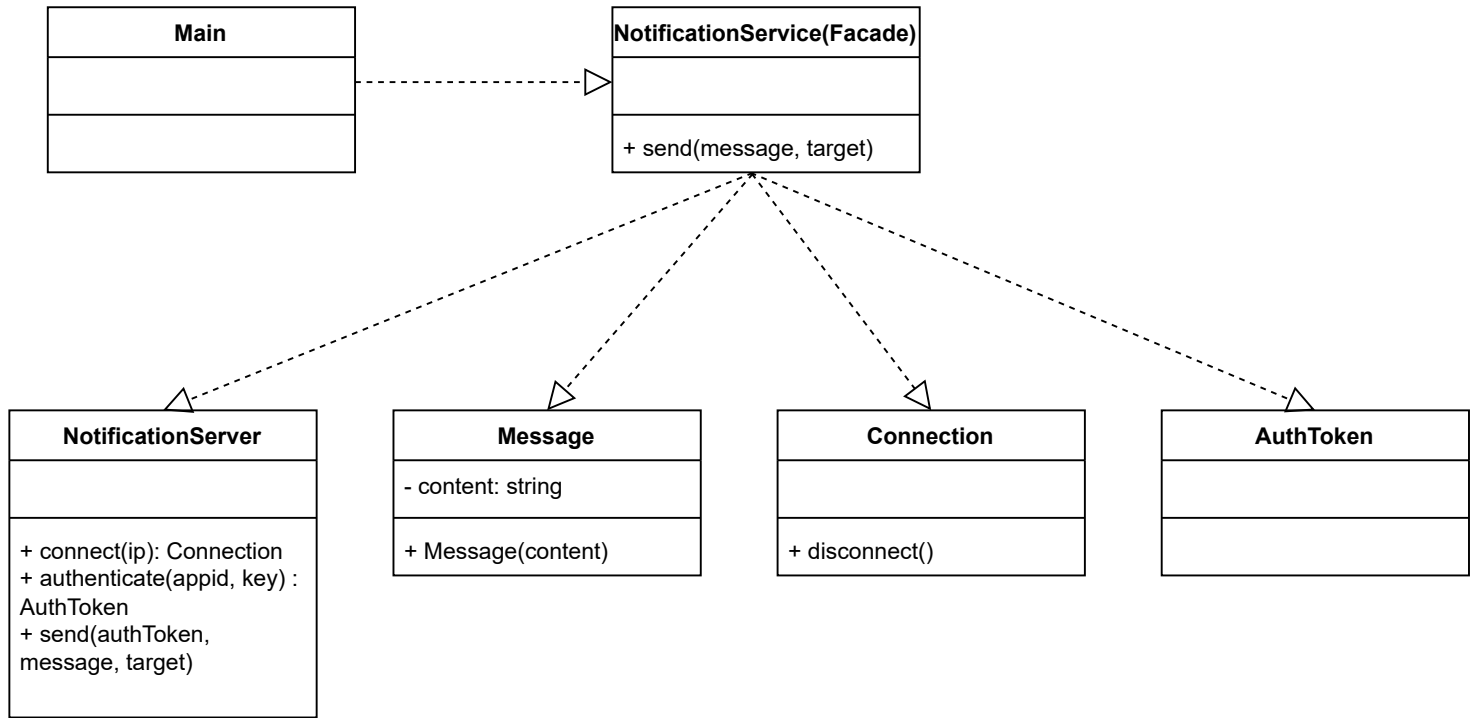 Main
NotificationService(Facade)
+ send(message, target)
NotificationServer
+ connect(ip): Connection
+ authenticate(appid, key) :
AuthToken
+ send(authToken,
message, target)
Message
- content: string
+ Message(content)
Connection
+ disconnect()
AuthToken